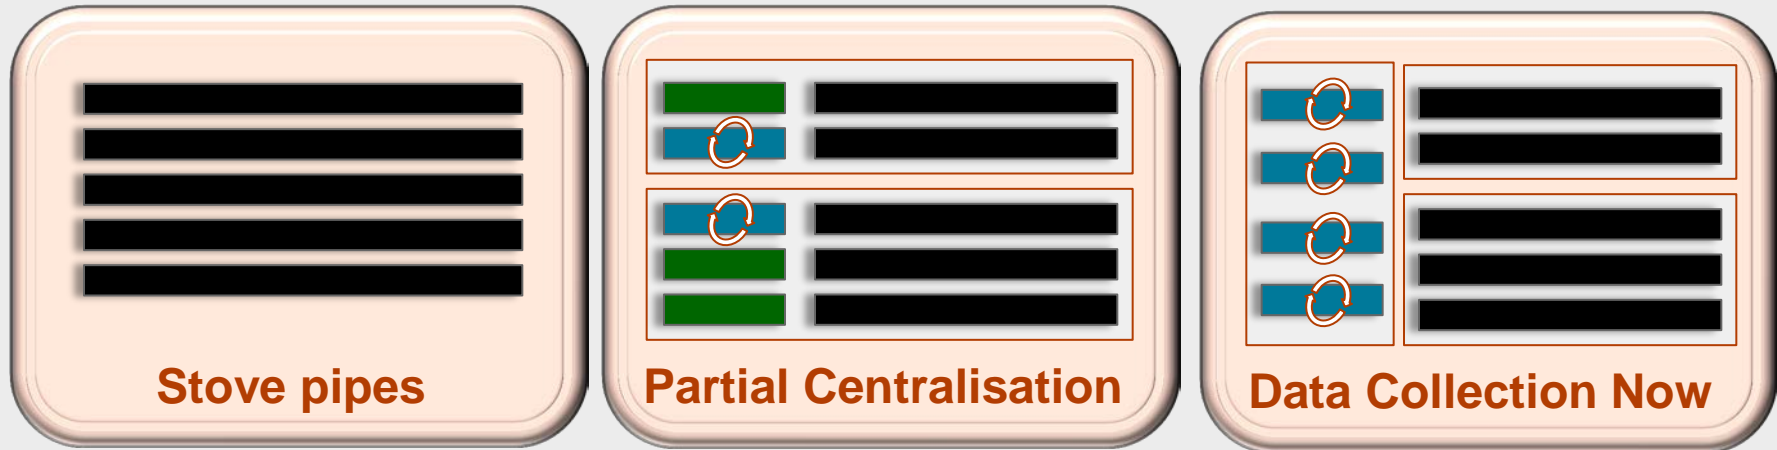 Stove pipes
Partial Centralisation
Data Collection Now